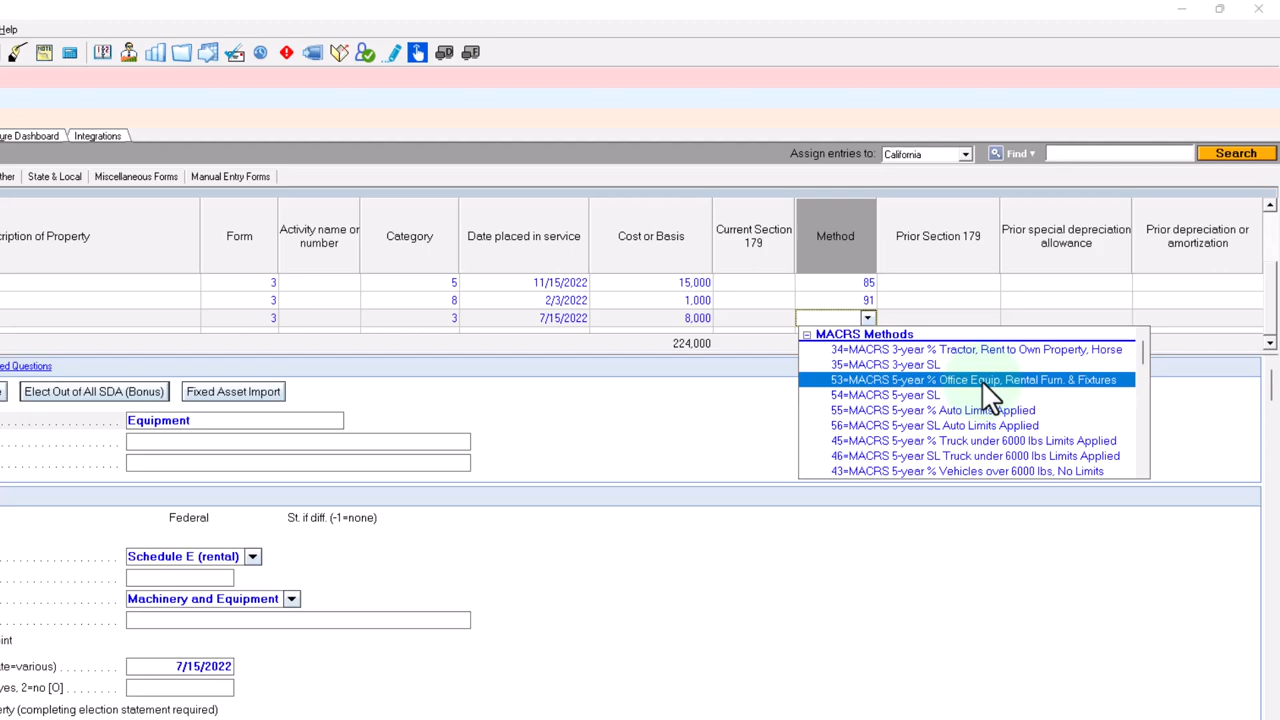 Help
ure Dashboard Integrations
Assign entries to: California Find Search
ther State & Local Miscellaneous Forms Manual Entry Forms
cription of Property Form Activity name or number Category Date placed in service Cost or Basis Current Section 179 Method Prior Section 179 Prior special depreciation allowance Prior depreciation or amortization
3 5 11/15/2022 15,000 85
3 8 2/3/2022 1,000 91
3 3 7/15/2022 8,000
224,000
MACRS Methods
34=MACRS 3-year % Tractor, Rent to Own Property, Horse
35=MACRS 3-year SL
53=MACRS 5-year % Office Equip, Rental Furn. & Fixtures
54=MACRS 5-year SL
55=MACRS 5-year % Auto Limits Applied
56=MACRS 5-year SL Auto Limits Applied
45=MACRS 5-year % Truck under 6000 lbs Limits Applied
46=MACRS 5-year SL Truck under 6000 lbs Limits Applied
43=MACRS 5-year % Vehicles over 6000 lbs, No Limits
ed Questions
Elect Out of All SDA (Bonus) Fixed Asset Import
Equipment
Federal St. if diff. (-1=none)
Schedule E (rental)
Machinery and Equipment
int
ate=various) 7/15/2022
yes, 2=no [O]
erty (completing election statement required)